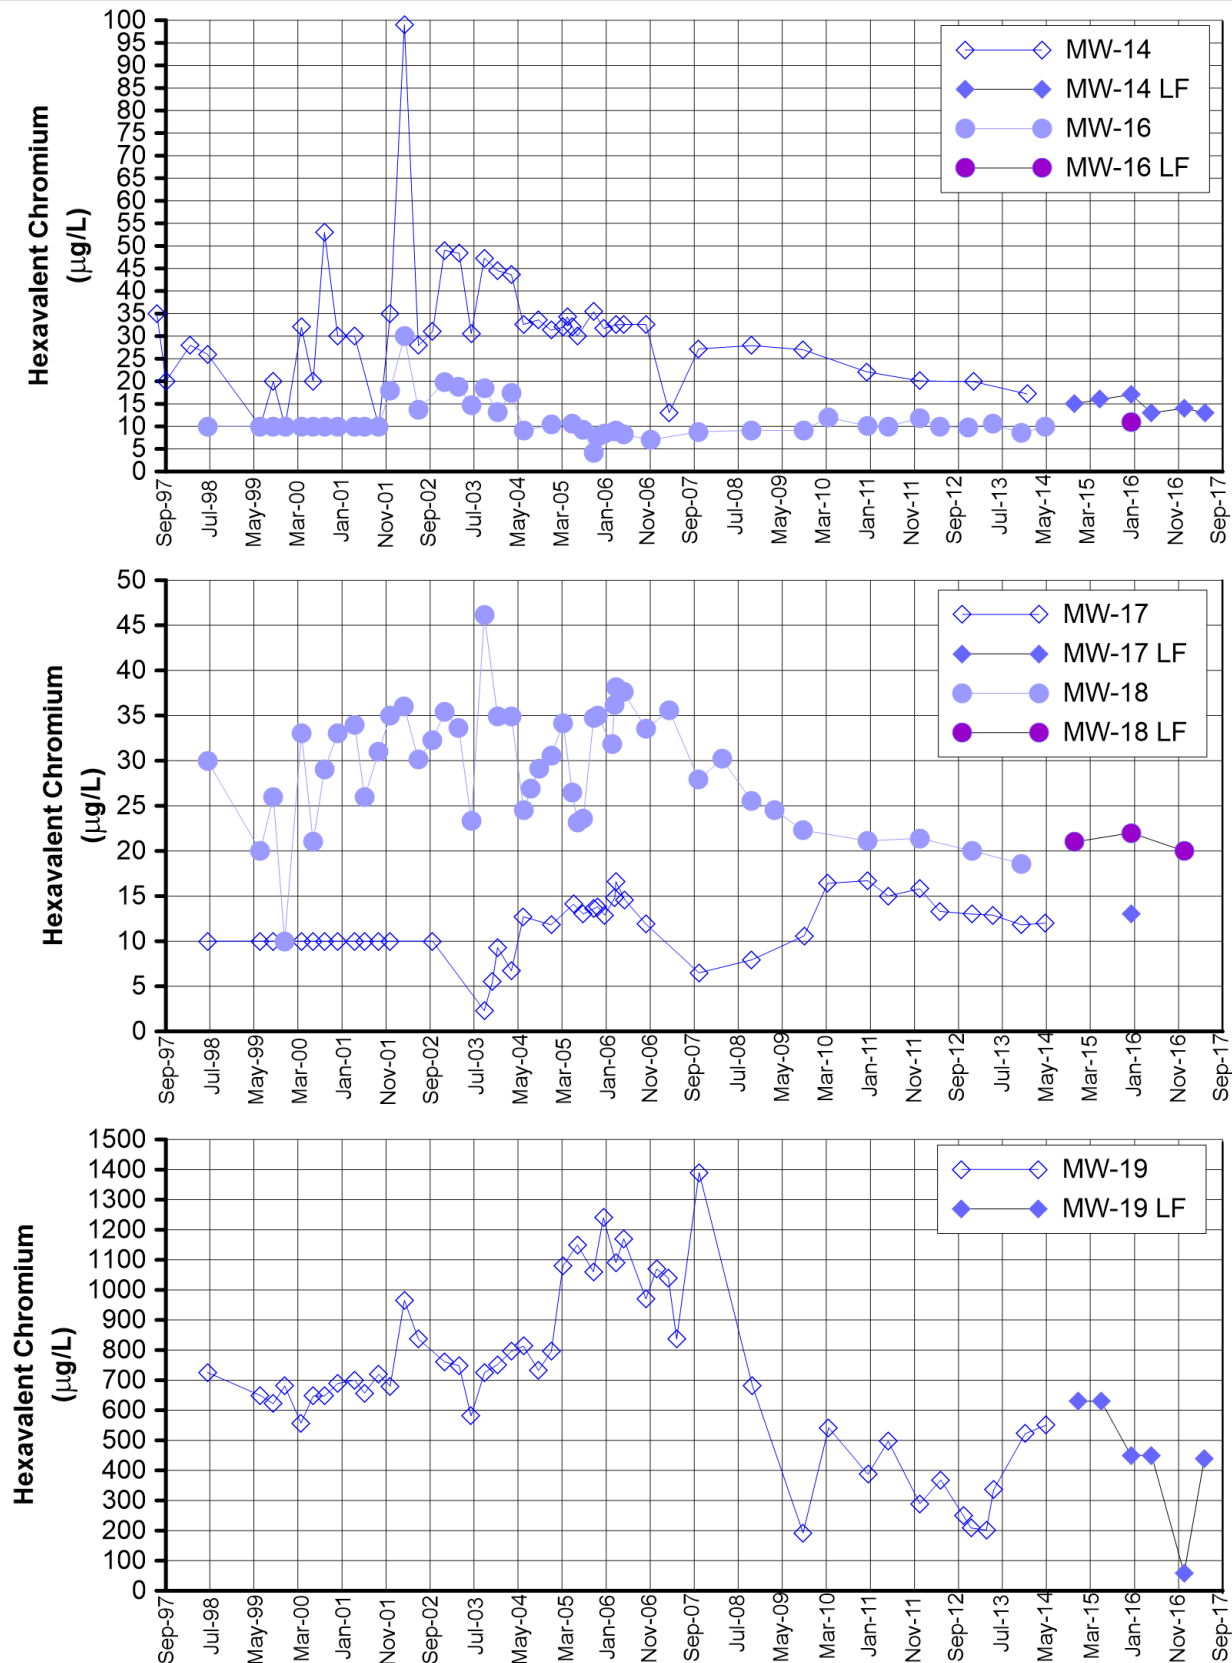 Hexavalent Chromium
(µg/L)
100
95
90
85
80
75
70
65
60
55
50
45
40
35
30
25
20
15
10
5
0
MW-14
MW-14 LF
MW-16
MW-16 LF
Sep-97
Jul-98
May-99
Mar-00
Jan-01
Nov-01
Sep-02
Jul-03
May-04
Mar-05
Jan-06
Nov-06
Sep-07
Jul-08
May-09
Mar-10
Jan-11
Nov-11
Sep-12
Jul-13
May-14
Mar-15
Jan-16
Nov-16
Sep-17
Hexavalent Chromium
(µg/L)
50
45
40
35
30
25
20
15
10
5
0
MW-17
MW-17 LF
MW-18
MW-18 LF
Sep-97
Jul-98
May-99
Mar-00
Jan-01
Nov-01
Sep-02
Jul-03
May-04
Mar-05
Jan-06
Nov-06
Sep-07
Jul-08
May-09
Mar-10
Jan-11
Nov-11
Sep-12
Jul-13
May-14
Mar-15
Jan-16
Nov-16
Sep-17
Hexavalent Chromium
(µg/L)
1500
1400
1300
1200
1100
1000
900
800
700
600
500
400
300
200
100
0
MW-19
MW-19 LF
Sep-97
Jul-98
May-99
Mar-00
Jan-01
Nov-01
Sep-02
Jul-03
May-04
Mar-05
Jan-06
Nov-06
Sep-07
Jul-08
May-09
Mar-10
Jan-11
Nov-11
Sep-12
Jul-13
May-14
Mar-15
Jan-16
Nov-16
Sep-17